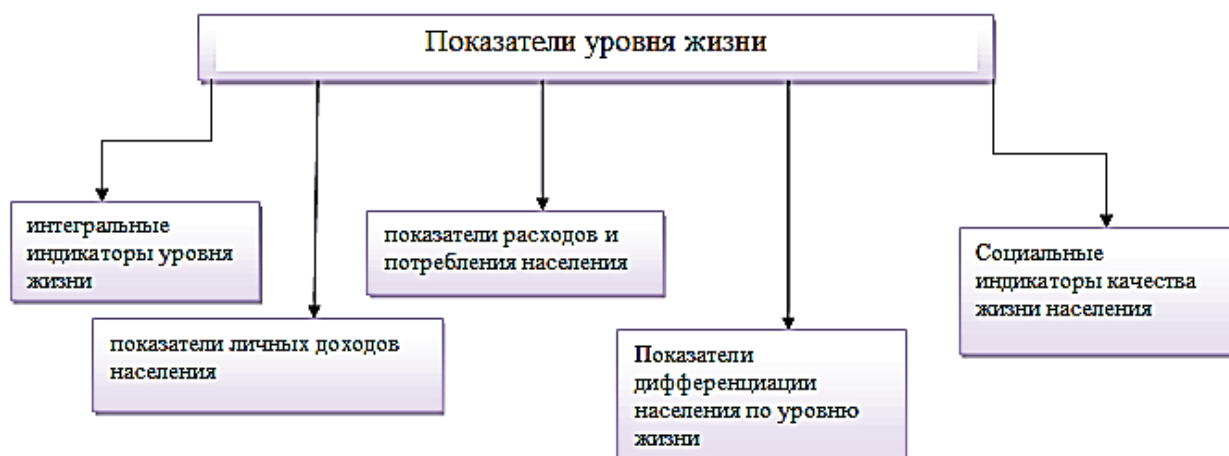 Показатели уровня жизни
интегральные
индикаторы уровня
жизни
показатели личных доходов
населения
показатели расходов и
потребления населения
Показатели
дифференциации
населения по уровню
жизни
Социальные
индикаторы качества
жизни населения